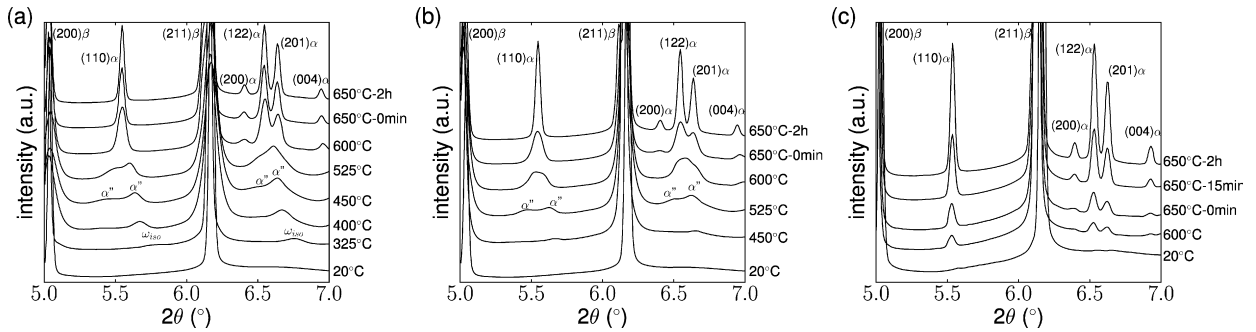 (a)
(200)β
(211)β
(122)α
(110)α
(201)α
(200)α
(004)α
650°C-2h
650°C-0min
600°C
525°C
α" α"
α" α"
450°C
400°C
ω_iso
ω_iso
325°C
20°C
intensity (a.u.)
5.0 5.5 6.0 6.5 7.0
2θ (°)
(b)
(200)β
(211)β
(122)α
(110)α
(201)α
(200)α
(004)α
650°C-2h
650°C-0min
600°C
α" α"
α" α"
525°C
450°C
20°C
intensity (a.u.)
5.0 5.5 6.0 6.5 7.0
2θ (°)
(c)
(200)β
(211)β
(122)α
(110)α
(201)α
(200)α
(004)α
650°C-2h
650°C-15min
650°C-0min
600°C
20°C
intensity (a.u.)
5.0 5.5 6.0 6.5 7.0
2θ (°)